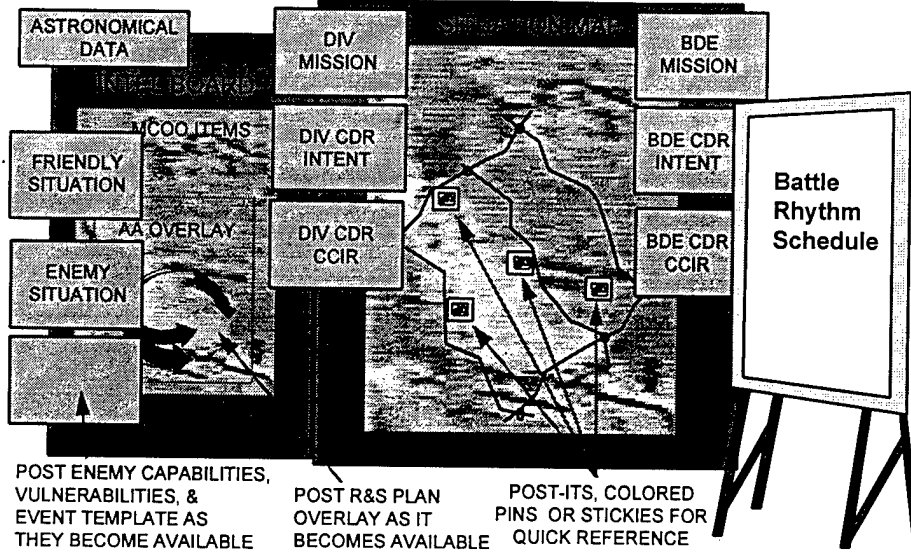 ASTRONOMICAL
DATA
INTEL BOARD
MCOO ITEMS
FRIENDLY
SITUATION
AA OVERLAY
ENEMY
SITUATION
DIV
MISSION
DIV CDR
INTENT
DIV CDR
CCIR
SITUATION MAP
BDE
MISSION
BDE CDR
INTENT
BDE CDR
CCIR
Battle
Rhythm
Schedule
POST ENEMY CAPABILITIES,
VULNERABILITIES, &
EVENT TEMPLATE AS
THEY BECOME AVAILABLE
POST R&S PLAN
OVERLAY AS IT
BECOMES AVAILABLE
POST-ITS, COLORED
PINS OR STICKIES FOR
QUICK REFERENCE